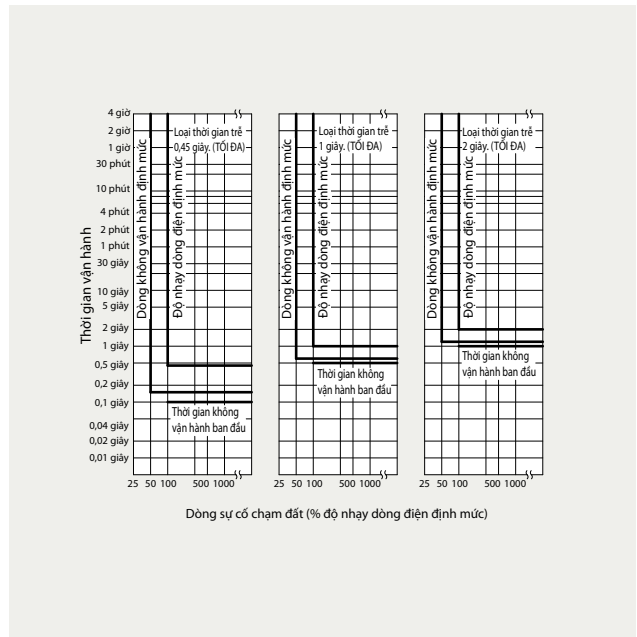 Thời gian vận hành
4 giờ
2 giờ
1 giờ
30 phút
10 phút
4 phút
2 phút
1 phút
30 giây
10 giây
5 giây
2 giây
1 giây
0,5 giây
0,2 giây
0,1 giây
0,04 giây
0,02 giây
0,01 giây
Dòng không vận hành định mức
Độ nhạy dòng điện định mức
Loại thời gian trễ
0,45 giây. (TỐI ĐA)
Thời gian không
vận hành ban đầu
25 50 100 500 1000
Dòng không vận hành định mức
Độ nhạy dòng điện định mức
Loại thời gian trễ
1 giây. (TỐI ĐA)
Thời gian không
vận hành ban đầu
25 50 100 500 1000
Dòng không vận hành định mức
Độ nhạy dòng điện định mức
Loại thời gian trễ
2 giây. (TỐI ĐA)
Thời gian không
vận hành ban đầu
25 50 100 500 1000
Dòng sự cố chạm đất (% độ nhạy dòng điện định mức)